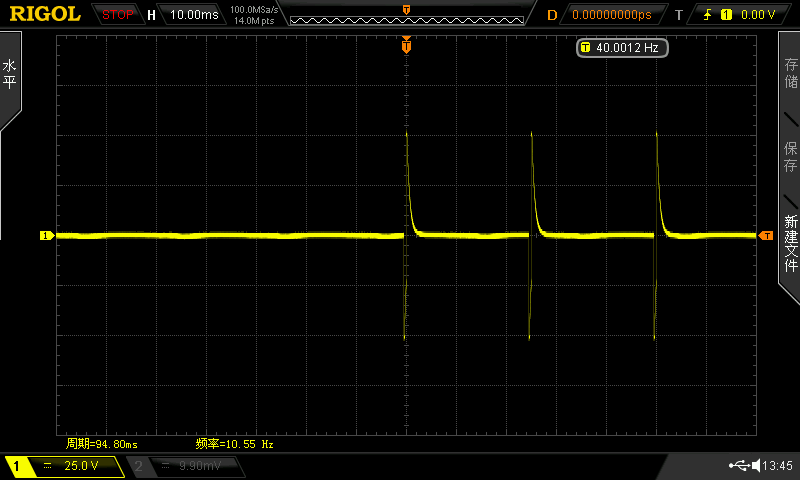 RIGOL STOP H 10.00ms 100.0MSa/s 14.0M pts D 0.00000000ps T 1 0.00 V
T
T 40.0012 Hz
水平
存储
保存
新建文件
1
T
周期=94.80ms 频率=10.55 Hz
1 25.0 V 2 9.90mV 13:45